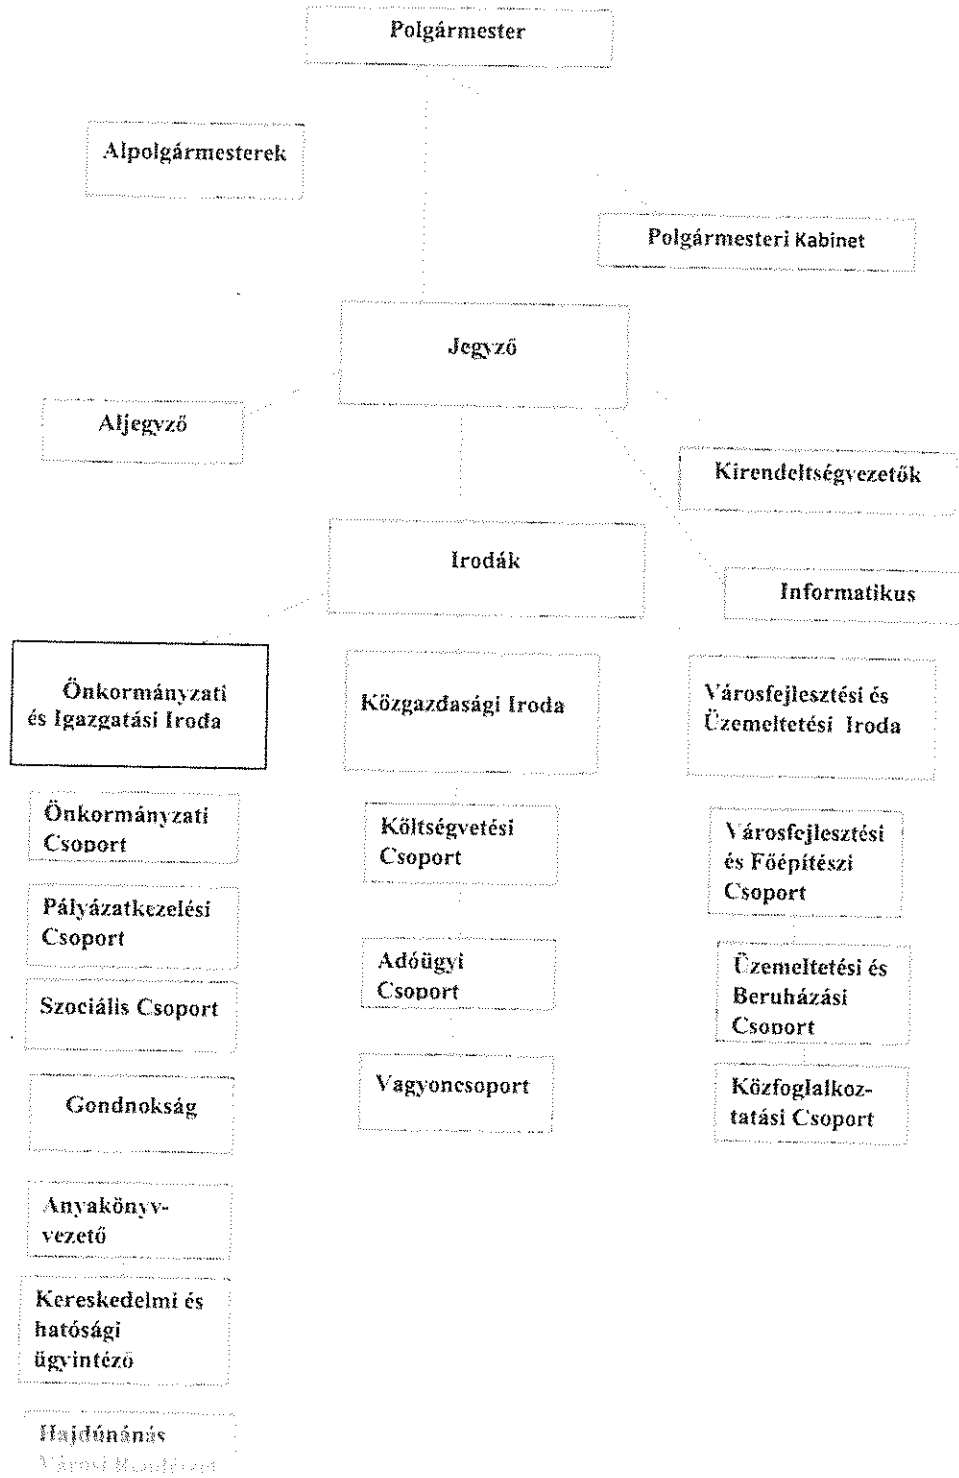 Polgármester
Alpolgármesterek
Polgármesteri Kabinet
Jegyző
Aljegyző
Kirendeltségvezetők
Irodák
Informatikus
Önkormányzati
és Igazgatási Iroda
Közgazdasági Iroda
Városfejlesztési és
Üzemeltetési Iroda
Önkormányzati
Csoport
Pályázatkezelési
Csoport
Szociális Csoport
Gondnokság
Anyakönyv-
vezető
Kereskedelmi és
hatósági
ügyintéző
Hajdúnánás
Városi Rendészet
Költségvetési
Csoport
Adóügyi
Csoport
Vagyoncsoport
Városfejlesztési
és Főépítészi
Csoport
Üzemeltetési és
Beruházási
Csoport
Közfoglalkoz-
tatási Csoport